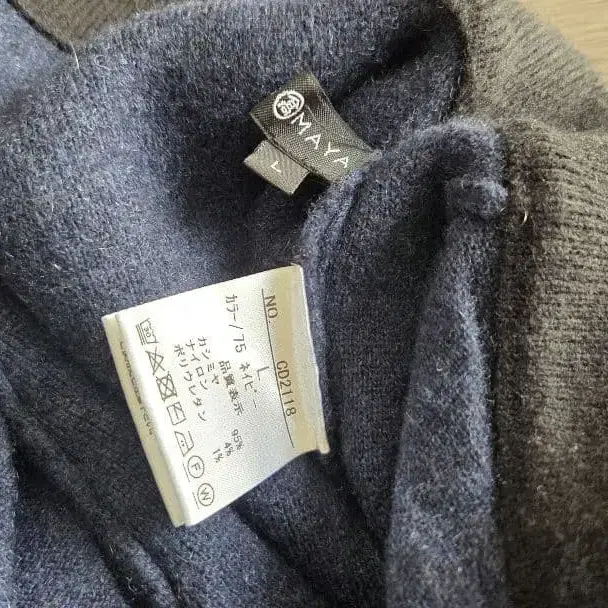 MAYA
L
NO. CD2118
L
カラー/75 ネイビー
品質表示
カシミヤ 95%
ナイロン 4%
ポリウレタン 1%
F
W